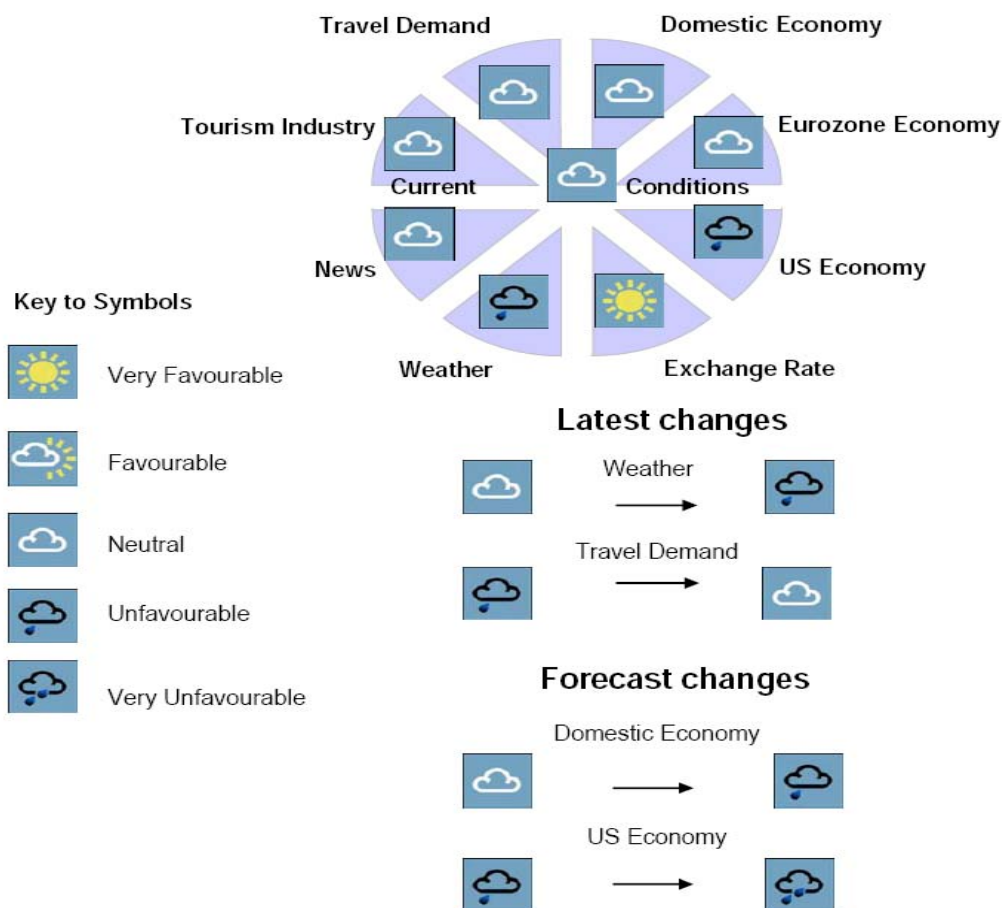 Travel Demand
Domestic Economy
Tourism Industry
Eurozone Economy
Current
Conditions
News
US Economy
Weather
Exchange Rate
Key to Symbols
Very Favourable
Favourable
Neutral
Unfavourable
Very Unfavourable
Latest changes
Weather
Travel Demand
Forecast changes
Domestic Economy
US Economy